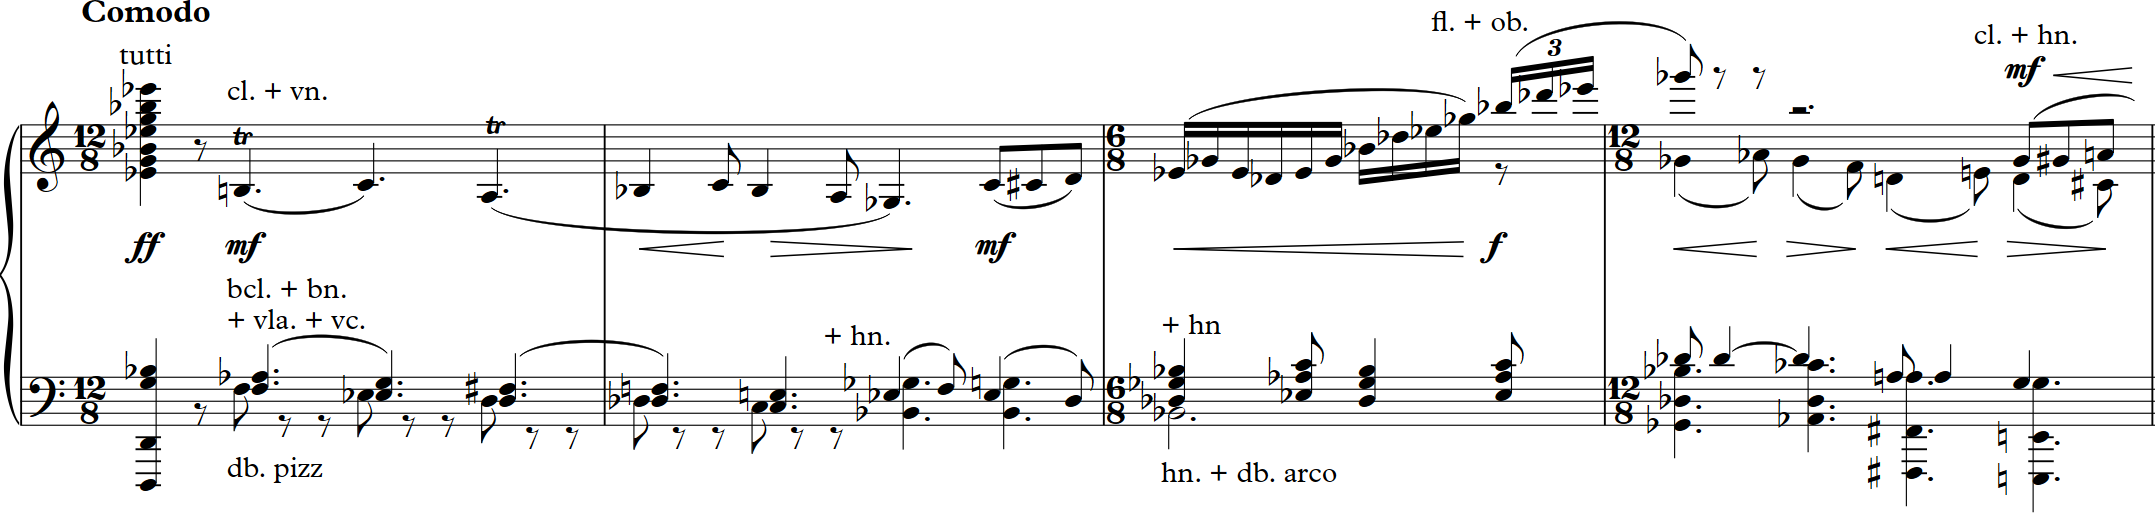 Comodo
tutti
fl. + ob.
cl. + hn.
cl. + vn.
tr
tr
3
mf
12
8
6
8
12
8
ff
mf
mf
f
bcl. + bn.
+ vla. + vc.
+ hn.
+ hn
12
8
6
8
12
8
db. pizz
hn. + db. arco